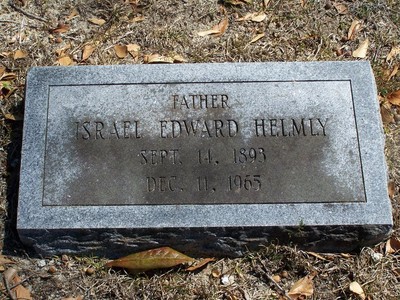 FATHER
ISRAEL EDWARD HELMLY
SEPT. 14, 1893
DEC. 11, 1965